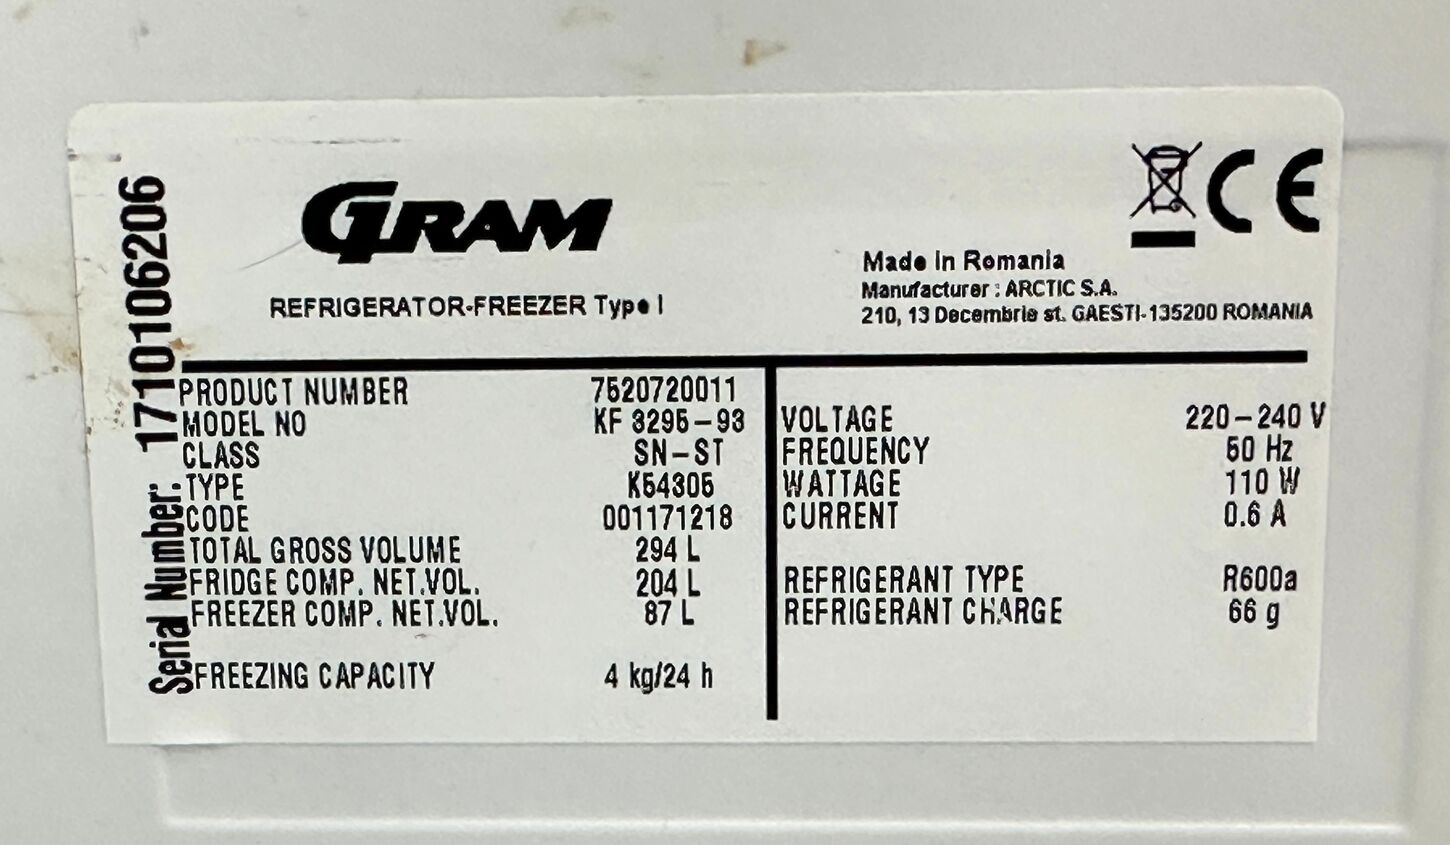 Serial Number: 1710106206
GRAM
REFRIGERATOR-FREEZER Type I
Made in Romania
Manufacturer : ARCTIC S.A.
210, 13 Decembrie st. GAESTI-135200 ROMANIA
CE
PRODUCT NUMBER 7520720011
MODEL NO KF 3295-93
CLASS SN-ST
TYPE K54305
CODE 001171218
TOTAL GROSS VOLUME 294 L
FRIDGE COMP. NET.VOL. 204 L
FREEZER COMP. NET.VOL. 87 L
FREEZING CAPACITY 4 kg/24 h
VOLTAGE 220-240 V
FREQUENCY 50 Hz
WATTAGE 110 W
CURRENT 0.6 A
REFRIGERANT TYPE R600a
REFRIGERANT CHARGE 66 g